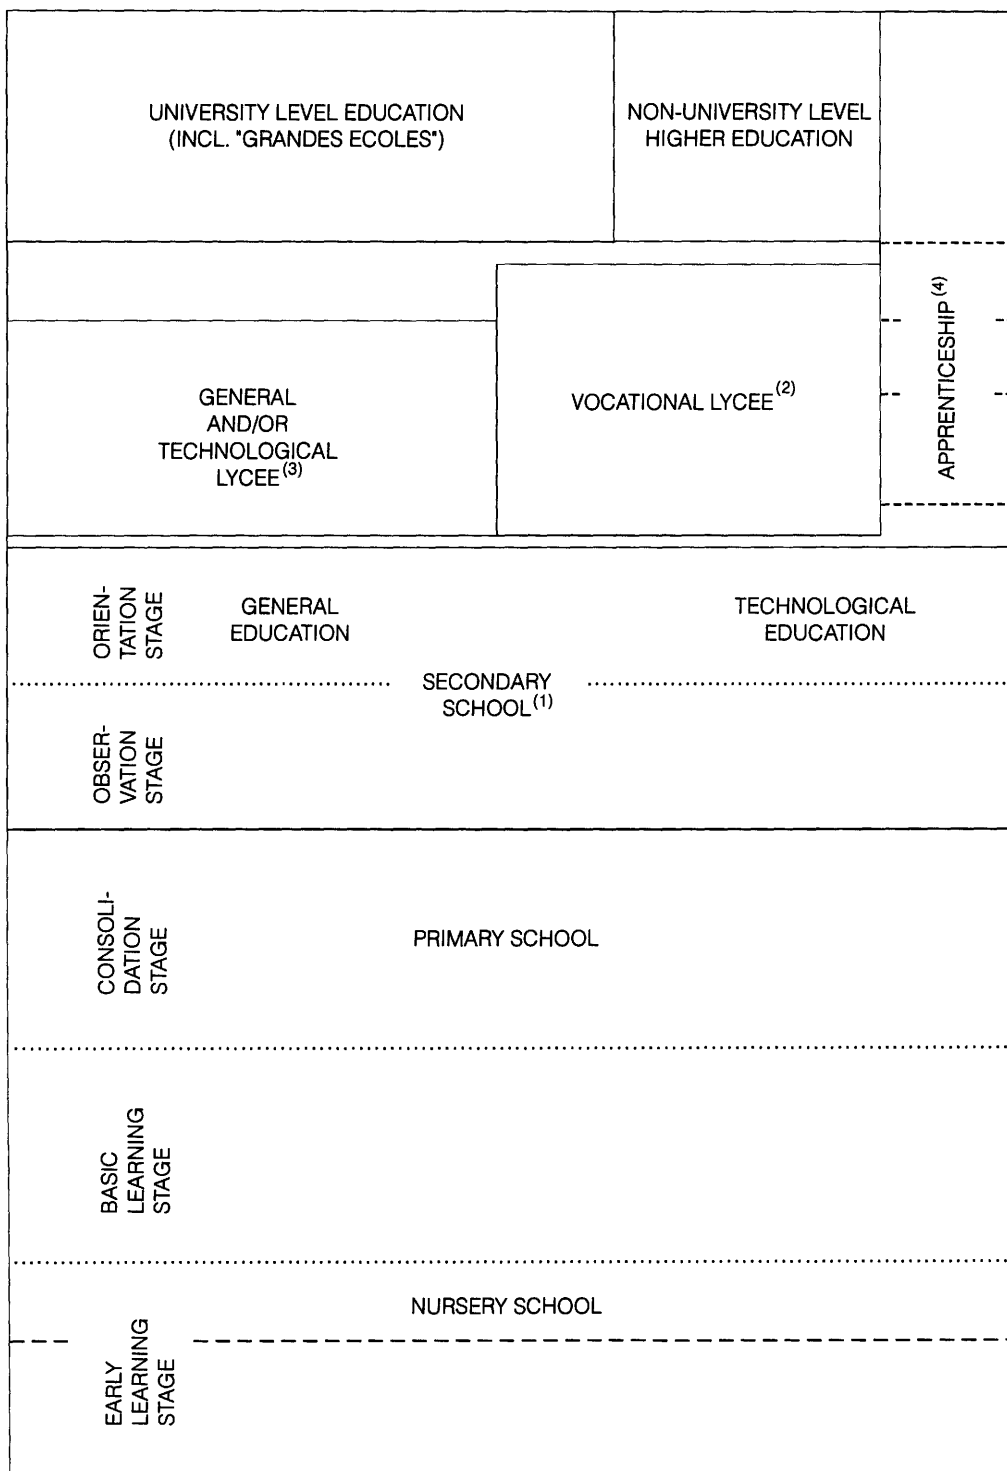 UNIVERSITY LEVEL EDUCATION
(INCL. "GRANDES ECOLES")
NON-UNIVERSITY LEVEL
HIGHER EDUCATION
GENERAL
AND/OR
TECHNOLOGICAL
LYCEE(3)
VOCATIONAL LYCEE(2)
APPRENTICESHIP(4)
ORIEN-
TATION
STAGE
GENERAL
EDUCATION
TECHNOLOGICAL
EDUCATION
SECONDARY
SCHOOL(1)
OBSER-
VATION
STAGE
CONSOLI-
DATION
STAGE
PRIMARY SCHOOL
BASIC
LEARNING
STAGE
NURSERY SCHOOL
EARLY
LEARNING
STAGE